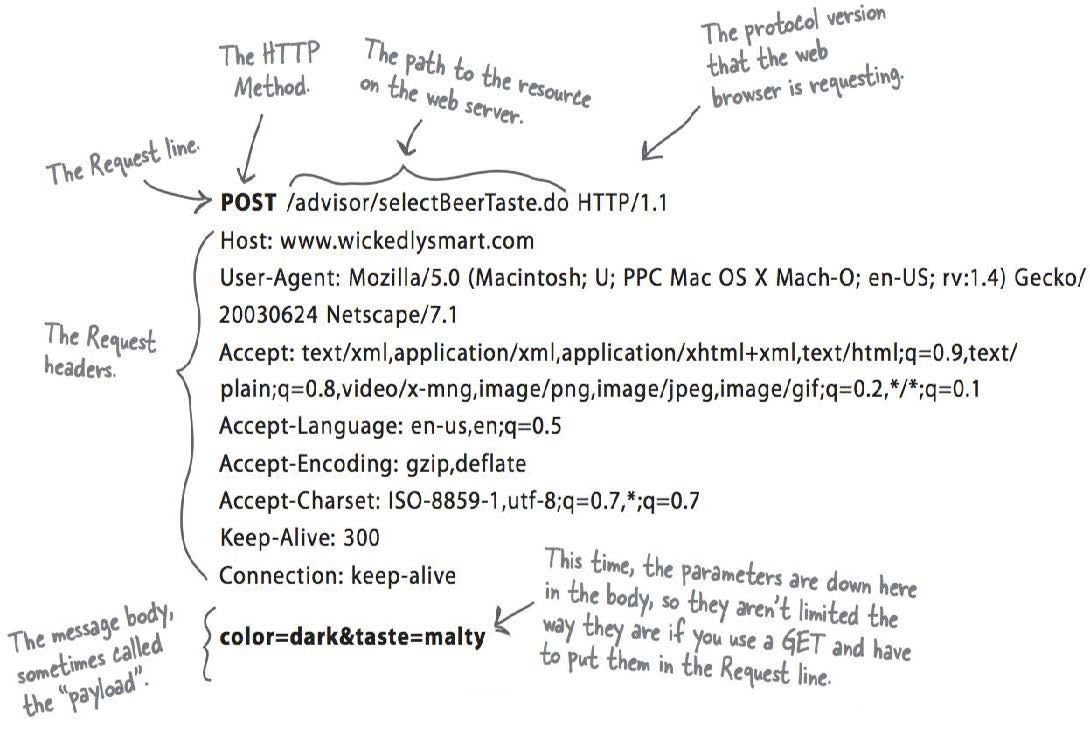 The HTTP
Method.
The path to the resource
on the web server.
The protocol version
that the web
browser is requesting.
The Request line.
POST /advisor/selectBeerTaste.do HTTP/1.1
Host: www.wickedlysmart.com
User-Agent: Mozilla/5.0 (Macintosh; U; PPC Mac OS X Mach-O; en-US; rv:1.4) Gecko/
20030624 Netscape/7.1
The Request
headers.
Accept: text/xml,application/xml,application/xhtml+xml,text/html;q=0.9,text/
plain;q=0.8,video/x-mng,image/png,image/jpeg,image/gif;q=0.2,*/*;q=0.1
Accept-Language: en-us,en;q=0.5
Accept-Encoding: gzip,deflate
Accept-Charset: ISO-8859-1,utf-8;q=0.7,*;q=0.7
Keep-Alive: 300
Connection: keep-alive
The message body,
sometimes called
the “payload”.
color=dark&taste=malty
This time, the parameters are down here
in the body, so they aren't limited the
way they are if you use a GET and have
to put them in the Request line.